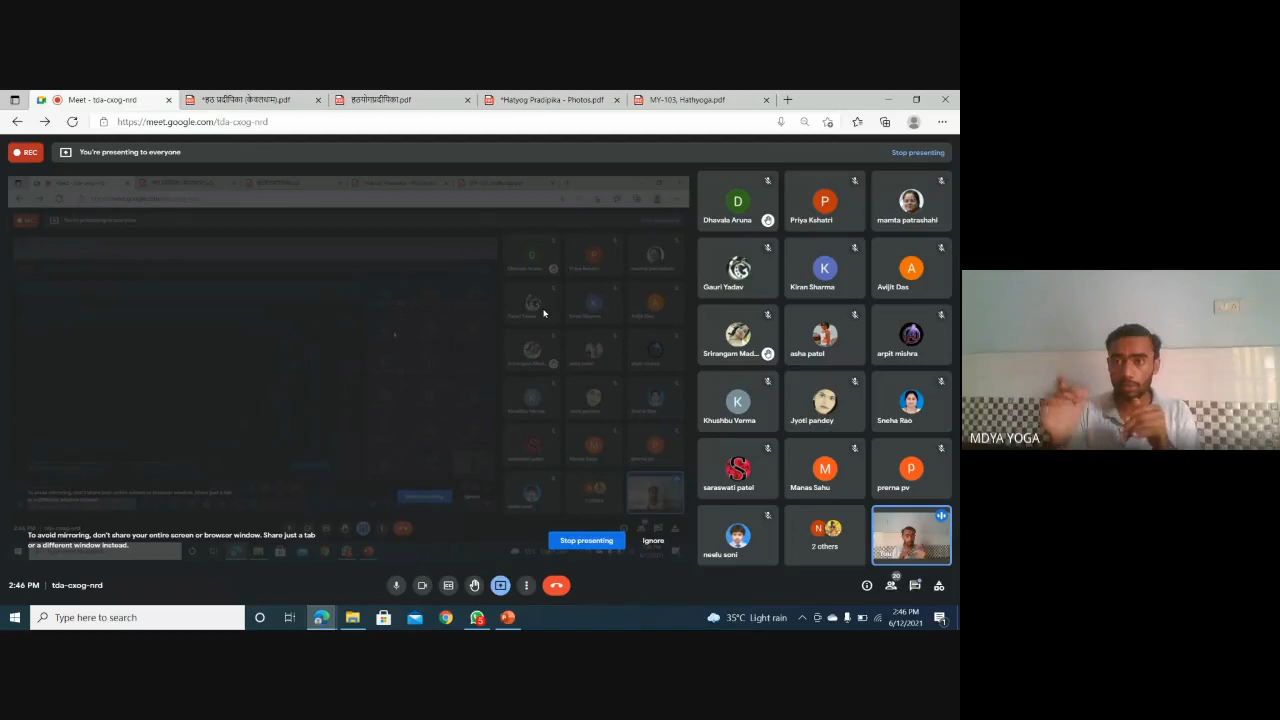 Meet - tda-cxog-nrd
*हठ प्रदीपिका (केवलधाम).pdf
हठयोगप्रदीपिका.pdf
*Hatyog Pradipika - Photos.pdf
MY-103, Hathyoga.pdf
https://meet.google.com/tda-cxog-nrd
REC
You're presenting to everyone
Stop presenting
D
Dhavala Aruna
P
Priya Kshatri
mamta patrashahi
Gauri Yadav
K
Kiran Sharma
A
Avijit Das
Srirangam Mad...
asha patel
arpit mishra
K
Khushbu Verma
Jyoti pandey
Sneha Rao
S
saraswati patel
M
Manas Sahu
P
prerna pv
neelu soni
N
2 others
You
To avoid mirroring, don't share your entire screen or browser window. Share just a tab
or a different window instead.
Stop presenting
Ignore
2:46 PM | tda-cxog-nrd
20
Type here to search
5
35°C Light rain
2:46 PM
6/12/2021
1
MDYA YOGA